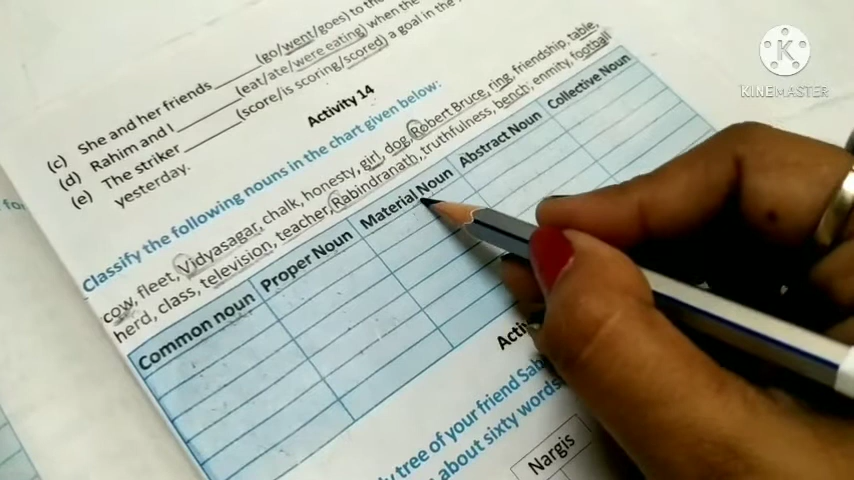 (go/went/goes) to the
(c) She and her friends ______ (eat/ate/were eating) when the
(d) Rahim and I ______ (score/is scoring/scored) a goal in the
(e) The striker ______
yesterday.
Activity 14
Classify the following nouns in the chart given below:
cow, fleet, Vidyasagar, chalk, honesty, girl, dog, Robert Bruce, ring, friendship, table,
herd, class, television, teacher, Rabindranath, truthfulness, bench, enmity, football
Common noun Proper Noun Material Noun Abstract Noun Collective Noun
tree of your friend
about sixty words
Nargis
K
KINEMASTER